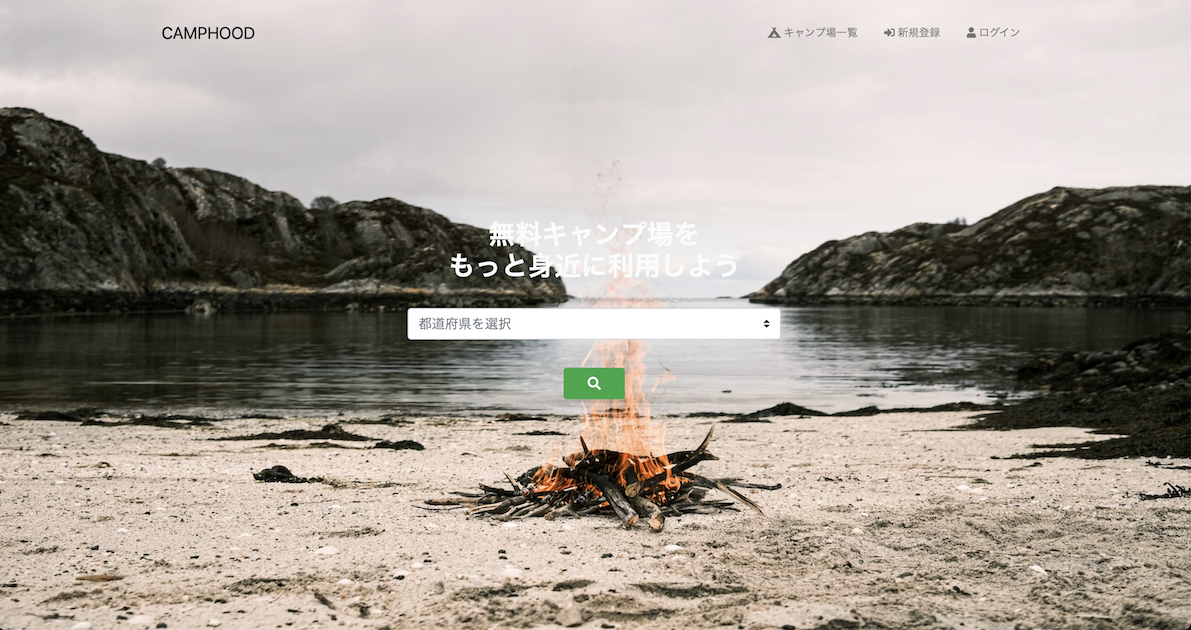 CAMPHOOD
キャンプ場一覧
新規登録
ログイン
無料キャンプ場を
もっと身近に利用しよう
都道府県を選択